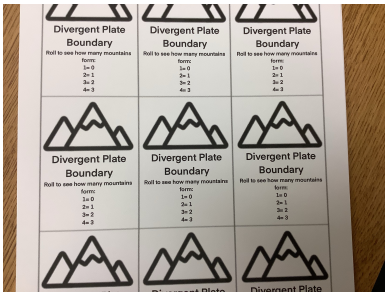 Divergent Plate
Boundary
Roll to see how many mountains
form:
1= 0
2= 1
3= 2
4= 3
Divergent Plate
Boundary
Roll to see how many mountains
form:
1= 0
2= 1
3= 2
4= 3
Divergent Plate
Boundary
Roll to see how many mountains
form:
1= 0
2= 1
3= 2
4= 3
Divergent Plate
Boundary
Roll to see how many mountains
form:
1= 0
2= 1
3= 2
4= 3
Divergent Plate
Boundary
Roll to see how many mountains
form:
1= 0
2= 1
3= 2
4= 3
Divergent Plate
Boundary
Roll to see how many mountains
form:
1= 0
2= 1
3= 2
4= 3
Divergent Plate
Divergent Plate